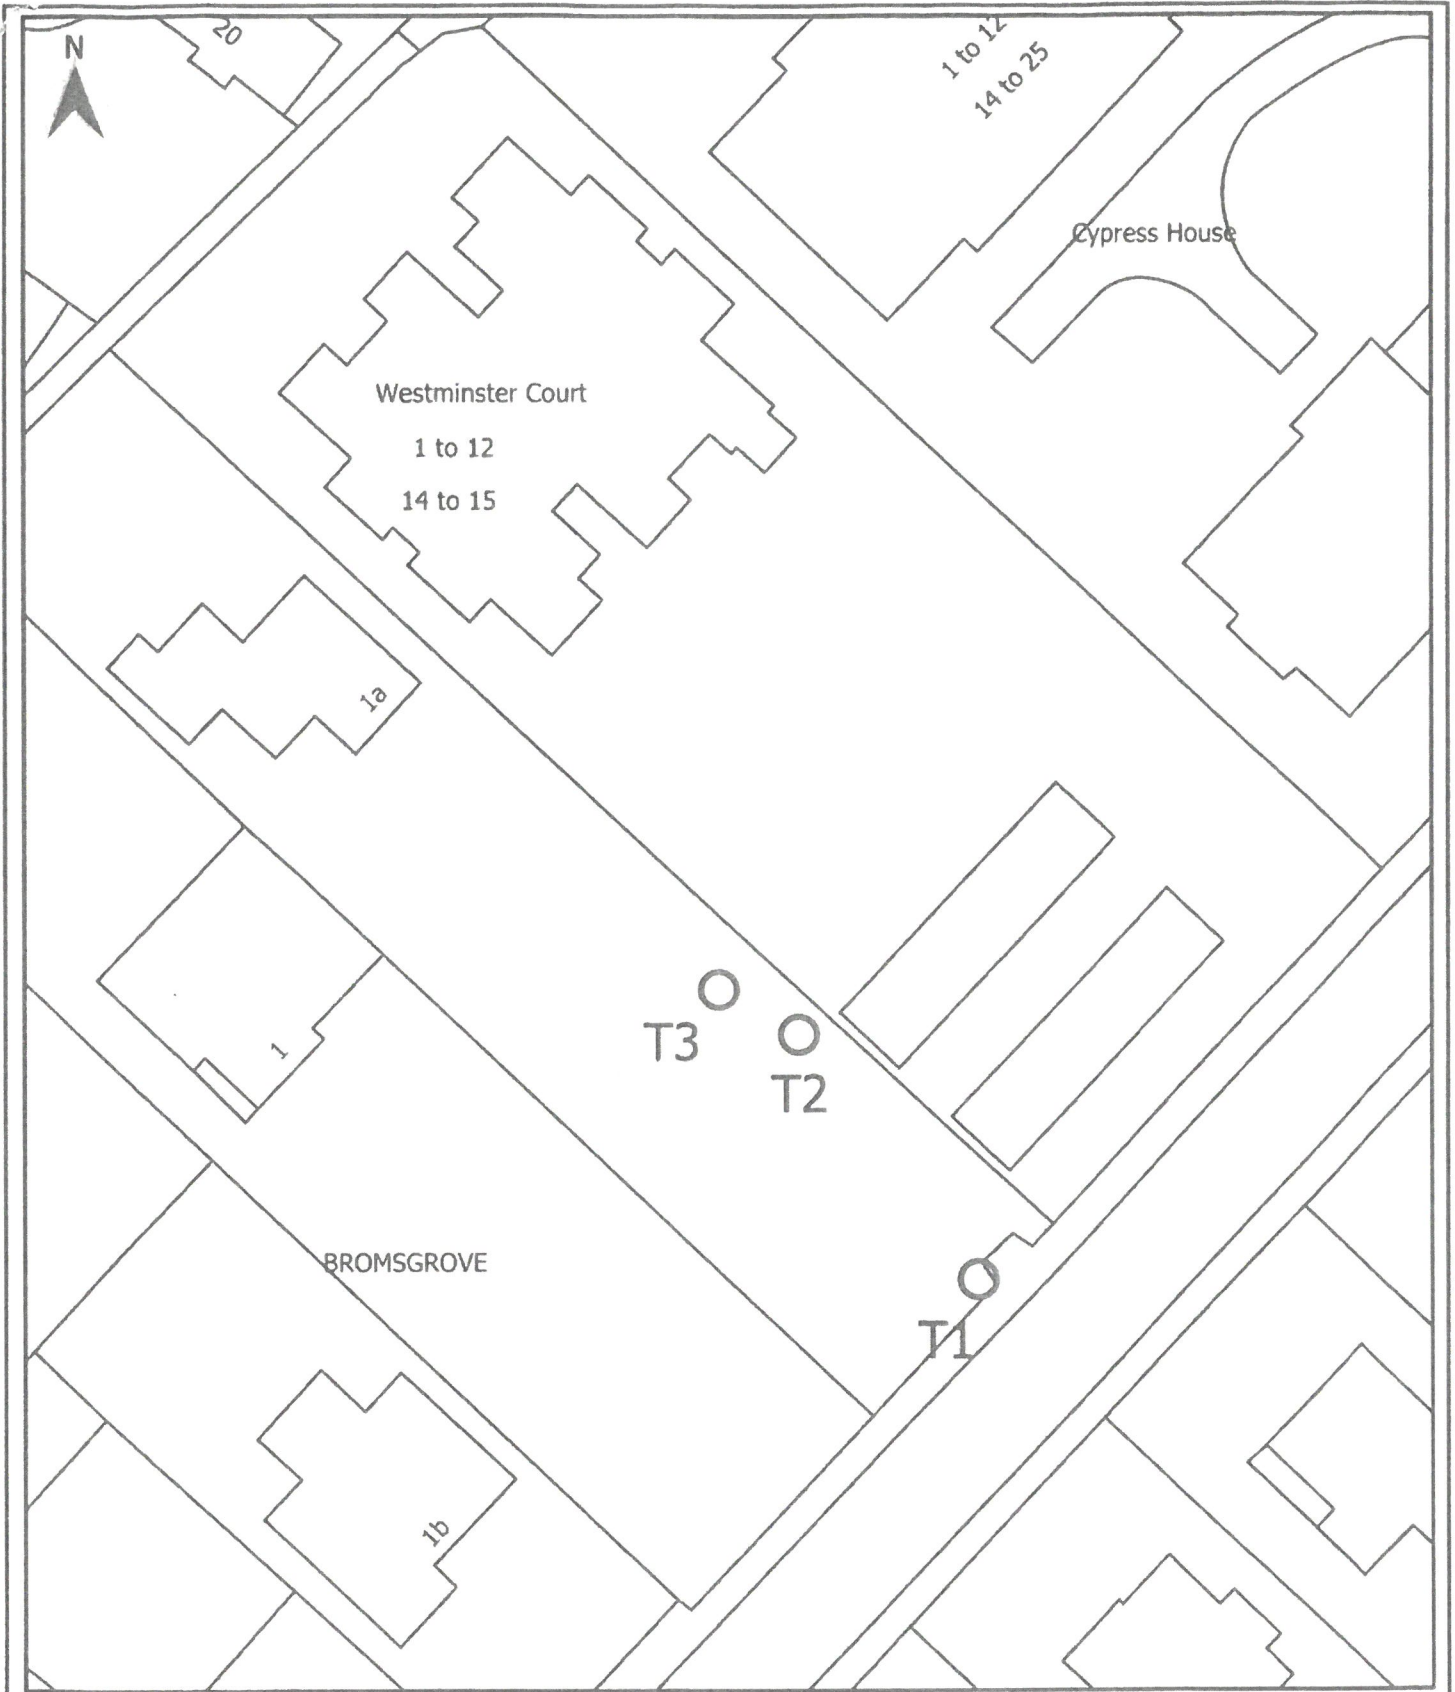 N
20
1 to 12
14 to 25
Cypress House
Westminster Court
1 to 12
14 to 15
1a
T3
T2
1
BROMSGROVE
T1
1b